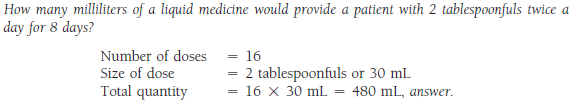 How many milliliters of a liquid medicine would provide a patient with 2 tablespoonfuls twice a
day for 8 days?
Number of doses = 16
Size of dose = 2 tablespoonfuls or 30 mL
Total quantity = 16 × 30 mL = 480 mL, answer.